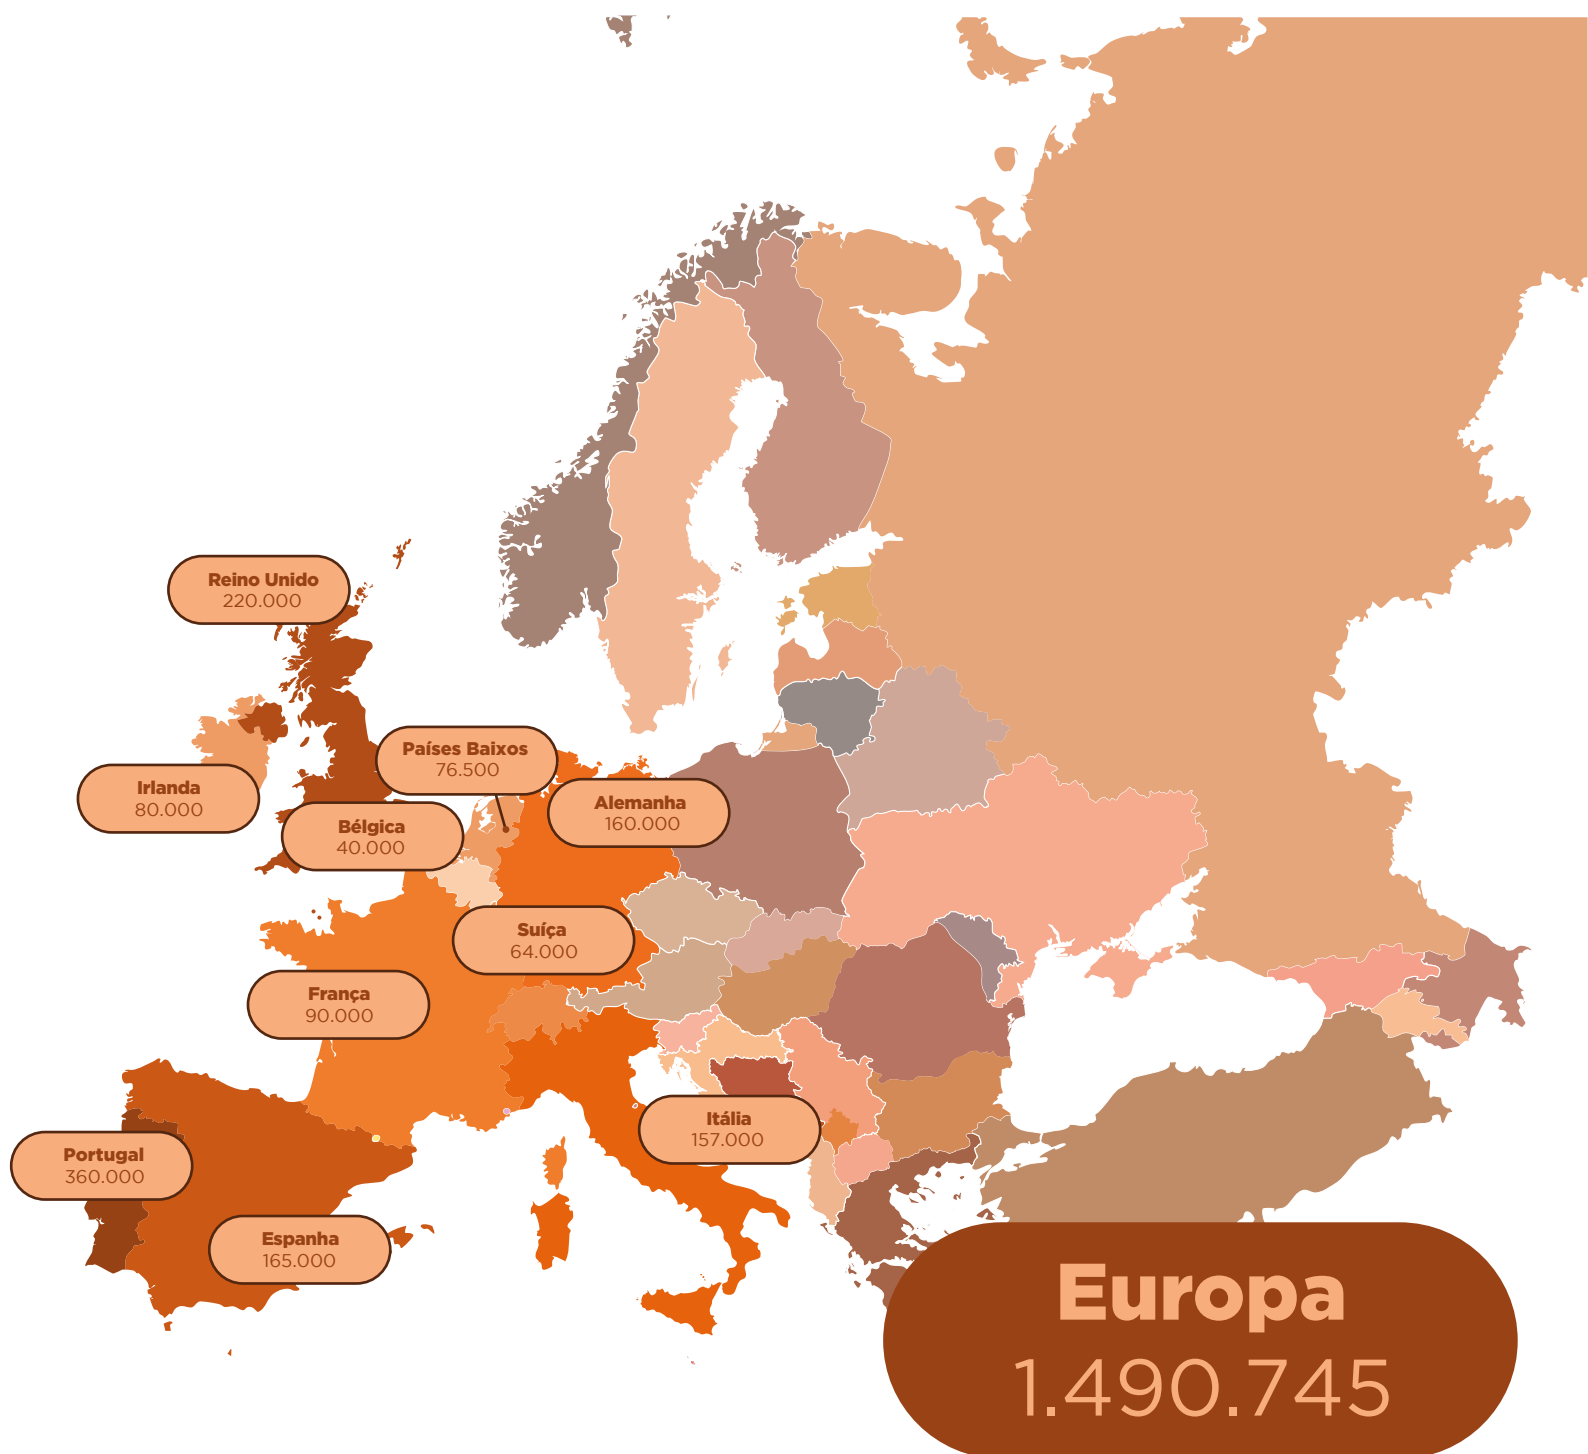 Reino Unido
220.000
Países Baixos
76.500
Irlanda
80.000
Alemanha
160.000
Bélgica
40.000
Suíça
64.000
França
90.000
Itália
157.000
Portugal
360.000
Espanha
165.000
Europa
1.490.745